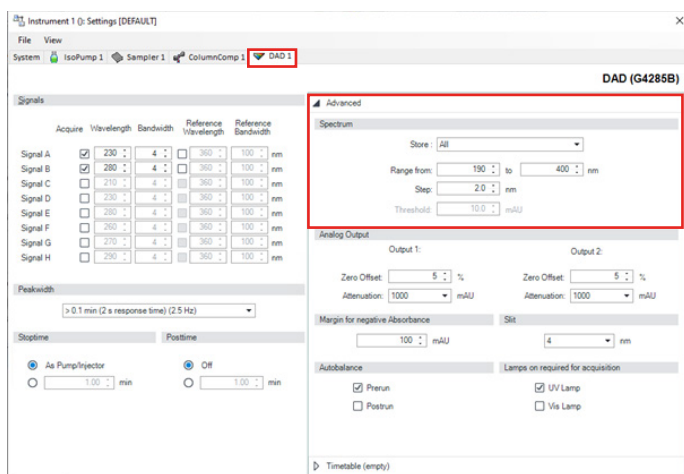 Instrument 1 (): Settings [DEFAULT]
File View
System IsoPump 1 Sampler 1 ColumnComp 1 DAD 1
DAD (G4285B)
Signals
Acquire Wavelength Bandwidth Reference Wavelength Reference Bandwidth
Signal A 230 4 360 100 nm
Signal B 280 4 360 100 nm
Signal C 210 4 360 100 nm
Signal D 230 4 360 100 nm
Signal E 280 4 360 100 nm
Signal F 260 4 360 100 nm
Signal G 270 4 360 100 nm
Signal H 290 4 360 100 nm
Peakwidth
> 0.1 min (2 s response time) (2.5 Hz)
Stoptime Posttime
As Pump/Injector Off
1.00 min 1.00 min
Advanced
Spectrum
Store : All
Range from: 190 to 400 nm
Step: 2.0 nm
Threshold: 10.0 mAU
Analog Output
Output 1: Output 2:
Zero Offset: 5 % Zero Offset: 5 %
Attenuation: 1000 mAU Attenuation: 1000 mAU
Margin for negative Absorbance Slit
100 mAU 4 nm
Autobalance Lamps on required for acquisition
Prerun UV Lamp
Postrun Vis Lamp
Timetable (empty)